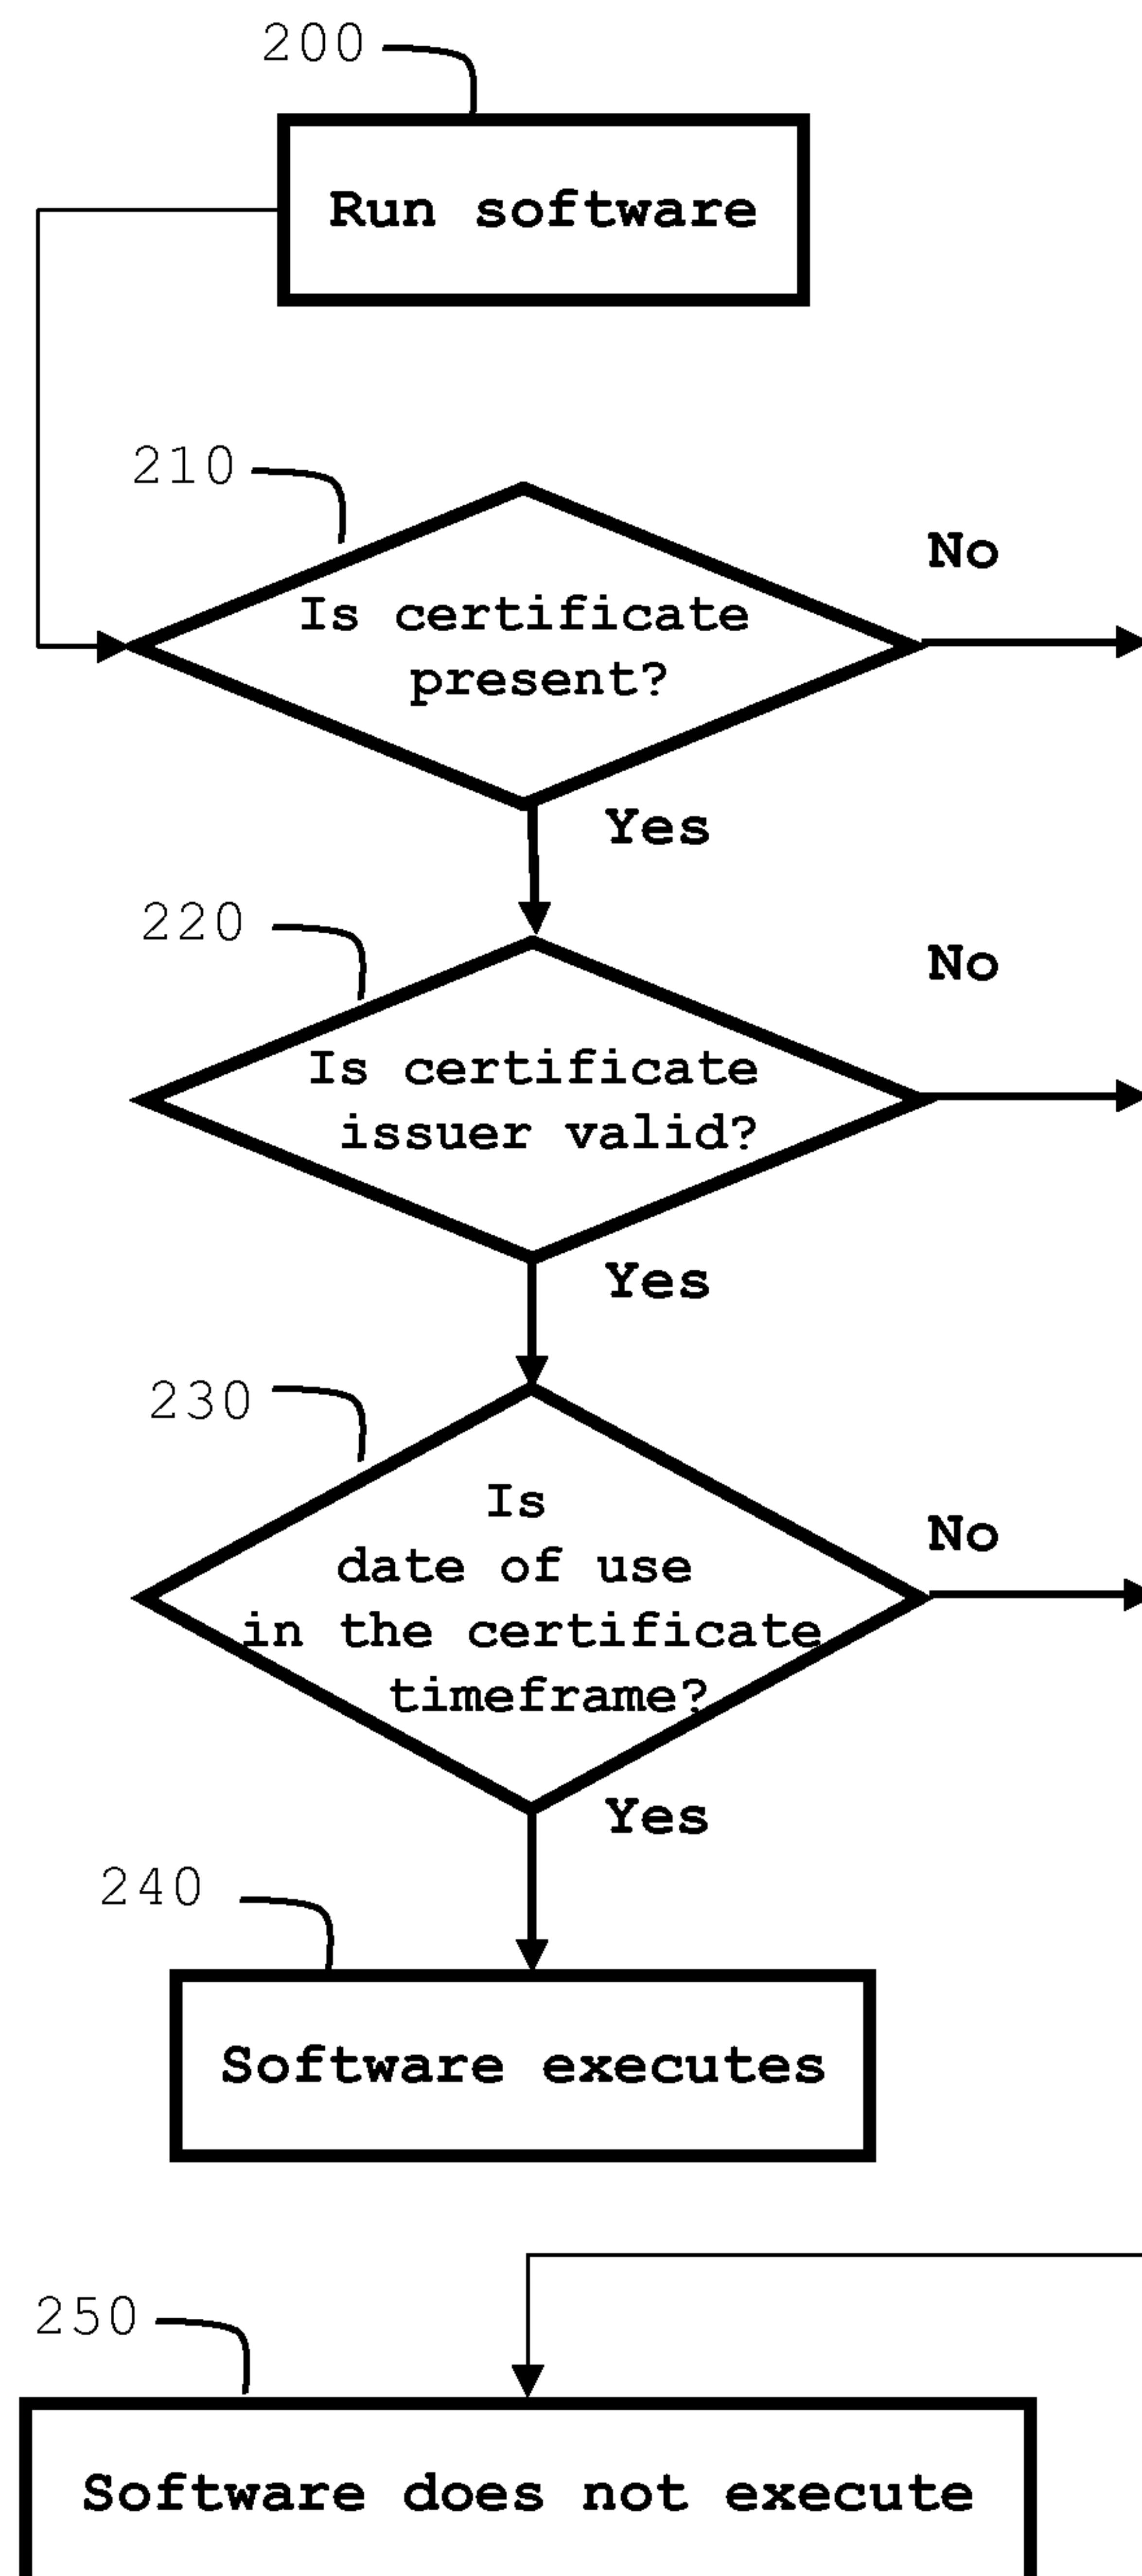 200
Run software
210
No
Is certificate
present?
Yes
220
No
Is certificate
issuer valid?
Yes
230
Is
No
date of use
in the certificate
timeframe?
Yes
240
Software executes
250
Software does not execute